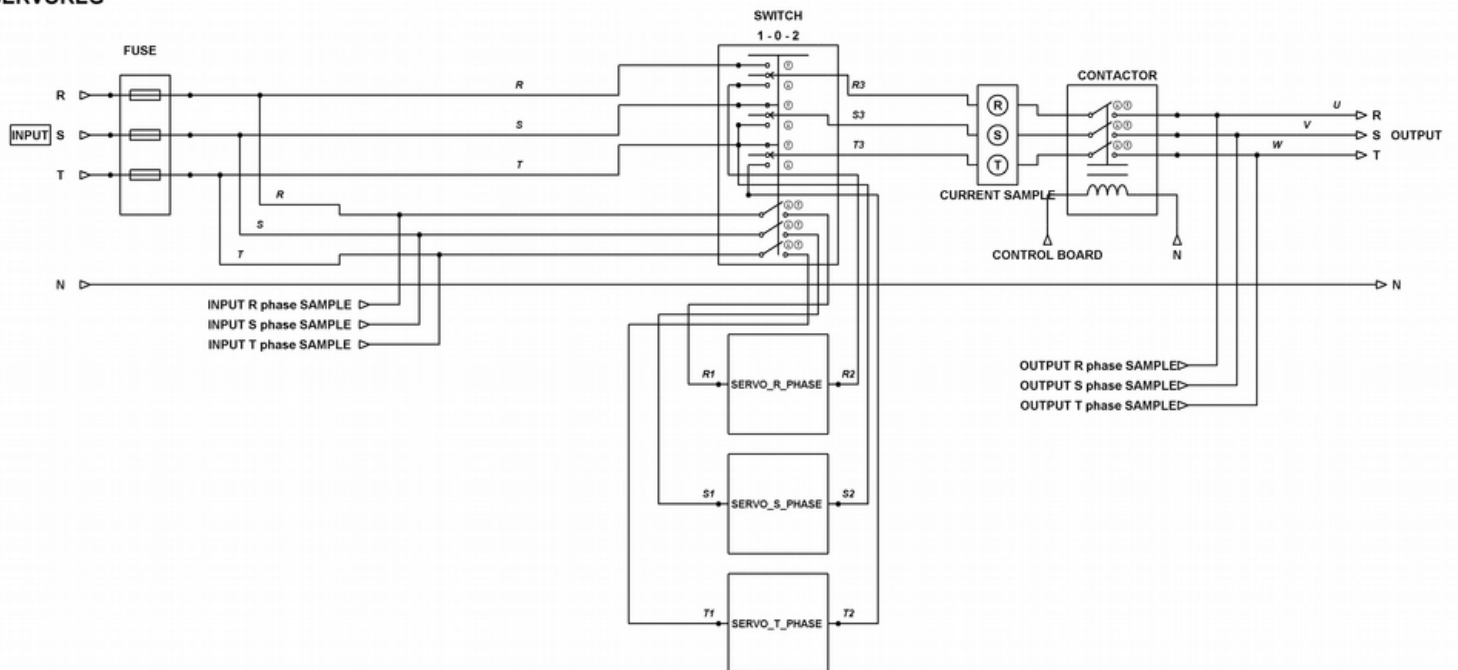 SWITCH
1 - 0 - 2
FUSE
CONTACTOR
R
R
R3
R
U
R
INPUT
S
S
S3
S
V
S
OUTPUT
T
T
T3
T
W
T
R
CURRENT SAMPLE
S
T
CONTROL BOARD
N
N
N
INPUT R phase SAMPLE
INPUT S phase SAMPLE
INPUT T phase SAMPLE
OUTPUT R phase SAMPLE
OUTPUT S phase SAMPLE
OUTPUT T phase SAMPLE
R1
SERVO_R_PHASE
R2
S1
SERVO_S_PHASE
S2
T1
SERVO_T_PHASE
T2